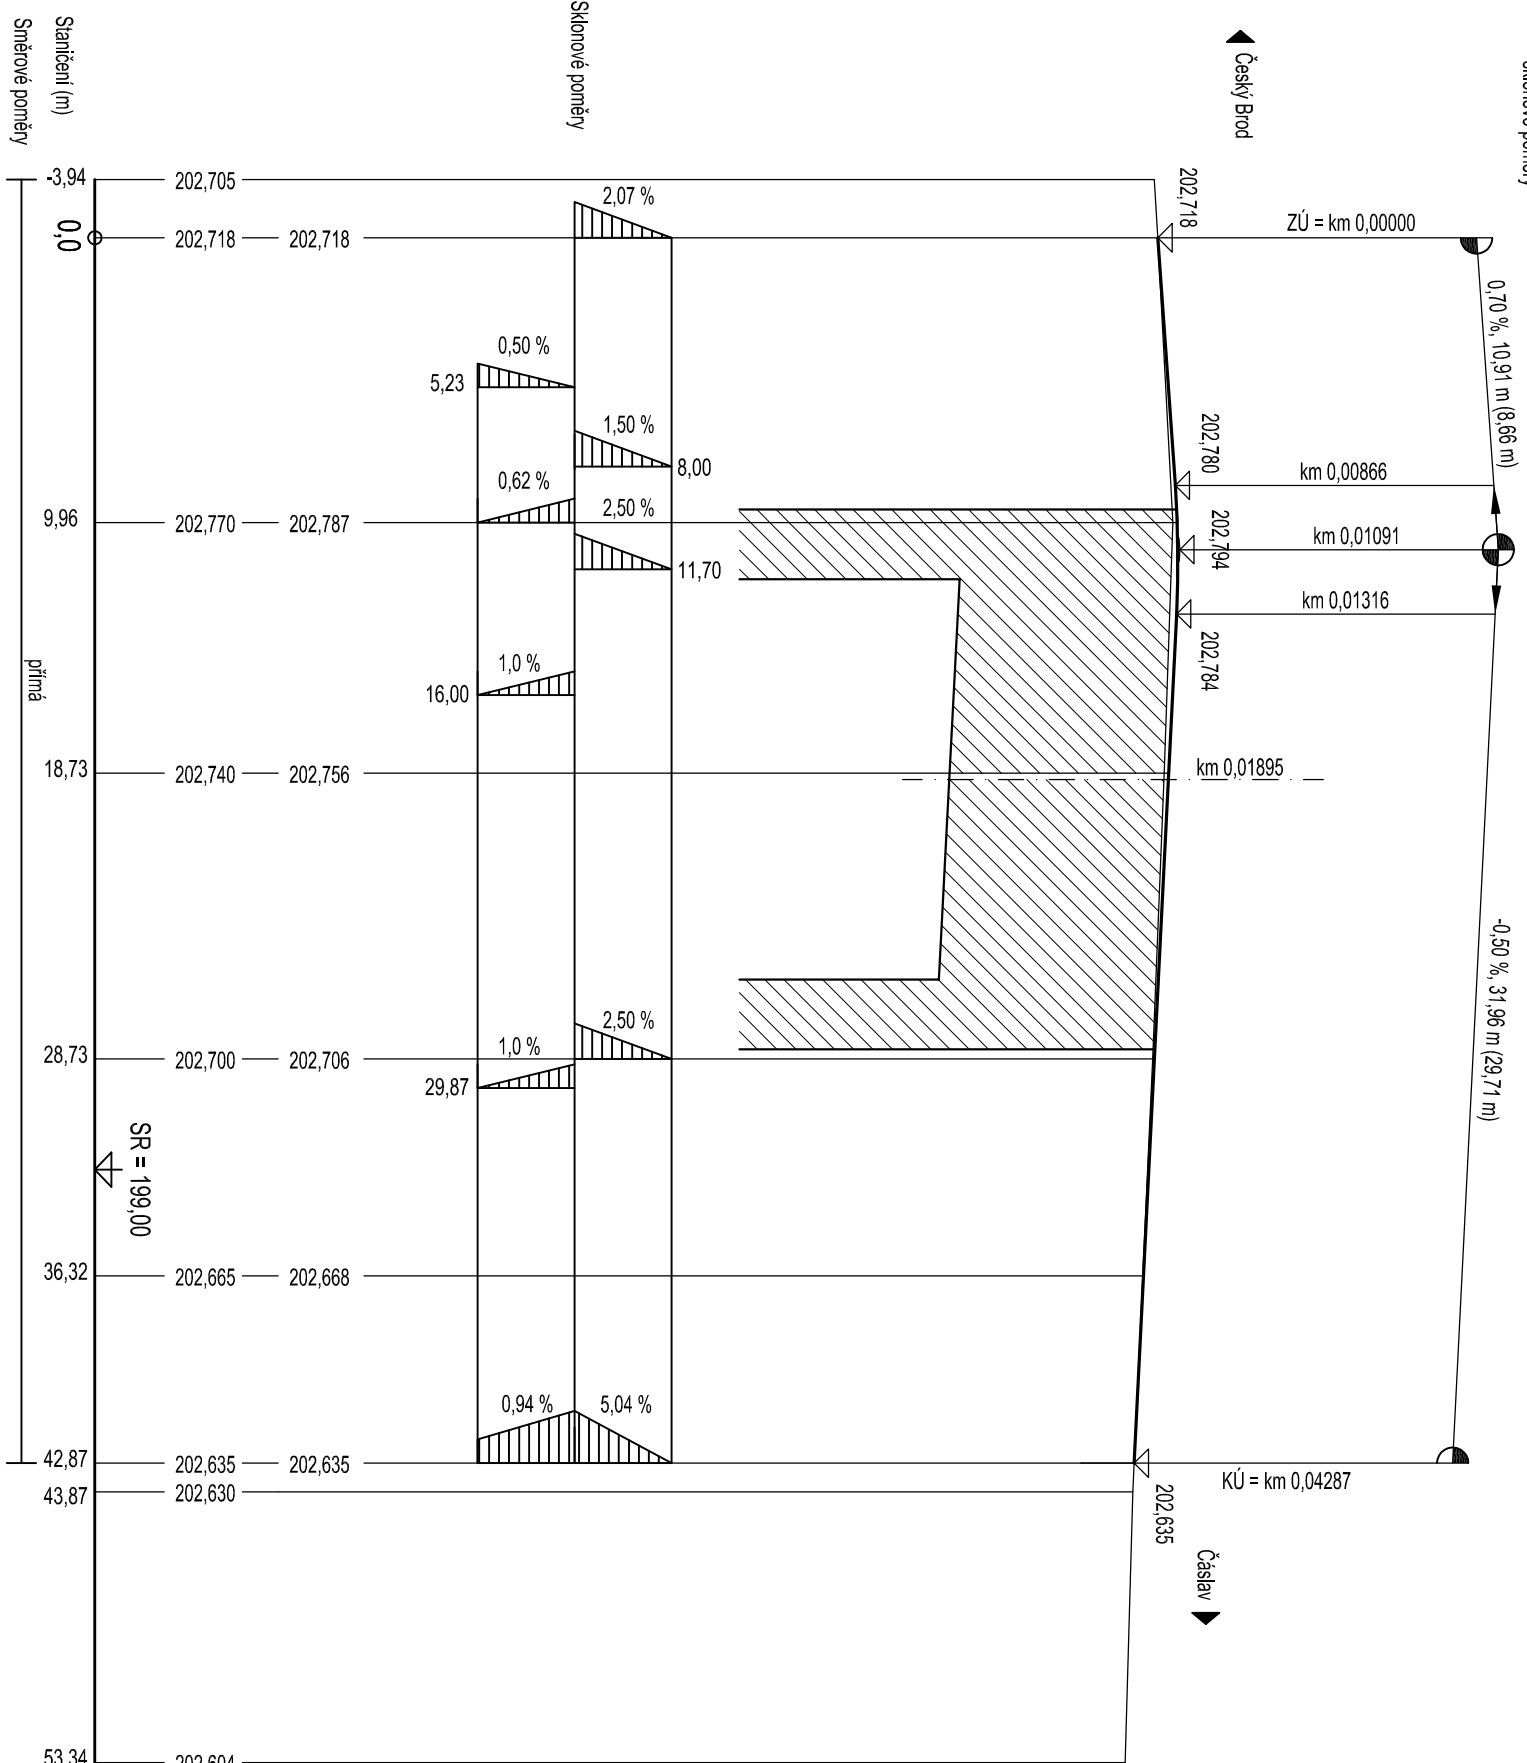 Sklonové poměry
Český Brod
ZÚ = km 0,00000
0,70 %, 10,91 m (8,66 m)
km 0,00866
km 0,01091
km 0,01316
km 0,01895
-0,50 %, 31,96 m (29,71 m)
KÚ = km 0,04287
Čáslav
202,718
202,780
202,794
202,784
202,635
Sklonové poměry
2,07 %
1,50 %
8,00
2,50 %
11,70
2,50 %
5,04 %
0,50 %
5,23
0,62 %
1,0 %
16,00
1,0 %
29,87
0,94 %
202,718
202,787
202,756
202,706
202,668
202,635
202,705
202,718
202,770
202,740
202,700
202,665
202,635
202,630
202,604
SR = 199,00
Staničení (m)
-3,94
0,0
9,96
18,73
28,73
36,32
42,87
43,87
53,34
Směrové poměry
přímá